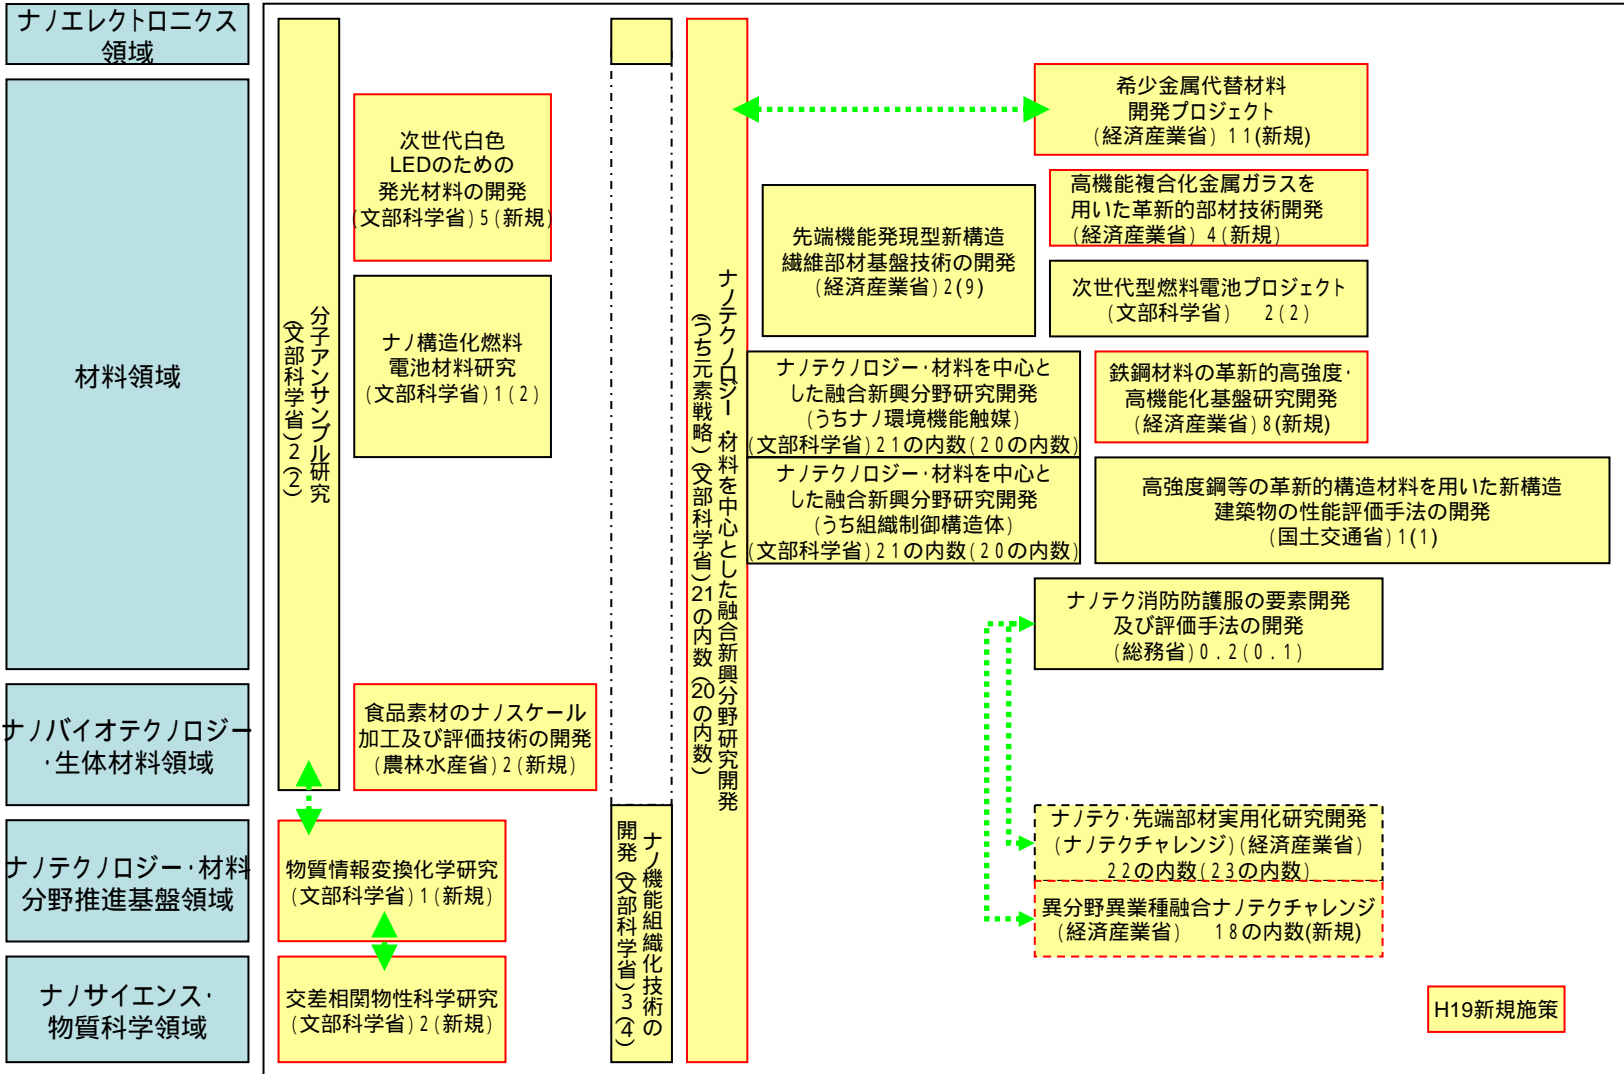 ナノエレクトロニクス
領域
材料領域
ナノバイオテクノロジー
・生体材料領域
ナノテクノロジー・材料
分野推進基盤領域
ナノサイエンス・
物質科学領域
分子アンサンブル研究
(文部科学省)2(2)
次世代白色
LEDのための
発光材料の開発
(文部科学省)5(新規)
ナノ構造化燃料
電池材料研究
(文部科学省)1(2)
食品素材のナノスケール
加工及び評価技術の開発
(農林水産省)2(新規)
物質情報変換化学研究
(文部科学省)1(新規)
交差相関物性科学研究
(文部科学省)2(新規)
ナノ機能組織化技術の
開発(文部科学省)3(4)
ナノテクノロジー・材料を中心とした融合新興分野研究開発
(うち元素戦略)(文部科学省)21の内数(20の内数)
希少金属代替材料
開発プロジェクト
(経済産業省)11(新規)
先端機能発現型新構造
繊維部材基盤技術の開発
(経済産業省)2(9)
高機能複合化金属ガラスを
用いた革新的部材技術開発
(経済産業省)4(新規)
次世代型燃料電池プロジェクト
(文部科学省) 2(2)
ナノテクノロジー・材料を中心と
した融合新興分野研究開発
(うちナノ環境機能触媒)
(文部科学省)21の内数(20の内数)
鉄鋼材料の革新的高強度・
高機能化基盤研究開発
(経済産業省)8(新規)
ナノテクノロジー・材料を中心と
した融合新興分野研究開発
(うち組織制御構造体)
(文部科学省)21の内数(20の内数)
高強度鋼等の革新的構造材料を用いた新構造
建築物の性能評価手法の開発
(国土交通省)1(1)
ナノテク消防防護服の要素開発
及び評価手法の開発
(総務省)0.2(0.1)
ナノテク・先端部材実用化研究開発
(ナノテクチャレンジ)(経済産業省)
22の内数(23の内数)
異分野異業種融合ナノテクチャレンジ
(経済産業省) 18の内数(新規)
H19新規施策